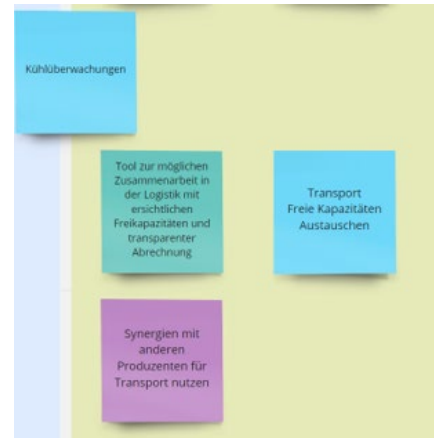 Kühlüberwachungen
Tool zur möglichen
Zusammenarbeit in
der Logistik mit
ersichtlichen
Freikapazitäten und
transparenter
Abrechnung
Transport
Freie Kapazitäten
Austauschen
Synergien mit
anderen
Produzenten für
Transport nutzen